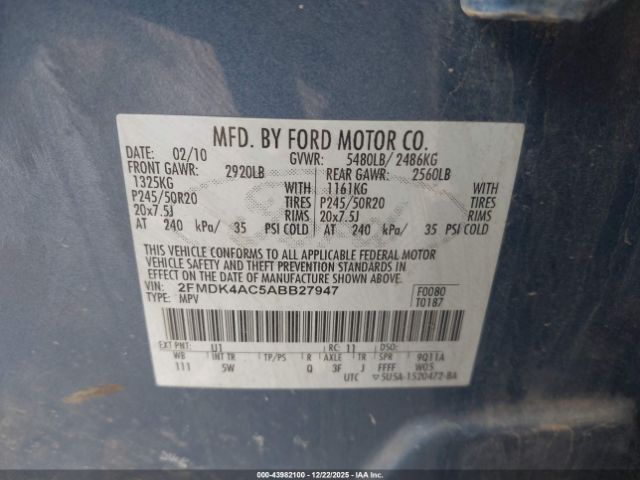 MFD. BY FORD MOTOR CO.
DATE: 02/10 GVWR: 5480LB/ 2486KG
FRONT GAWR: 2920LB REAR GAWR: 2560LB
1325KG WITH 1161KG WITH
P245/50R20 TIRES P245/50R20 TIRES
20x7.5J RIMS 20x7.5J RIMS
AT 240 kPa/ 35 PSI COLD AT 240 kPa/ 35 PSI COLD
THIS VEHICLE CONFORMS TO ALL APPLICABLE FEDERAL MOTOR
VEHICLE SAFETY AND THEFT PREVENTION STANDARDS IN
EFFECT ON THE DATE OF MANUFACTURE SHOWN ABOVE.
VIN: 2FMDK4AC5ABB27947 F0080
TYPE: MPV T0187
EXT PNT: U1 RC: 11 DSO:
WB INT TR TP/PS R AXLE TR SPR 9Q11A
111 5W Q 3F J FFFF W05
UTC 5U5A-1520472-BA
000-43982100 - 12/22/2025 - IAA Inc.